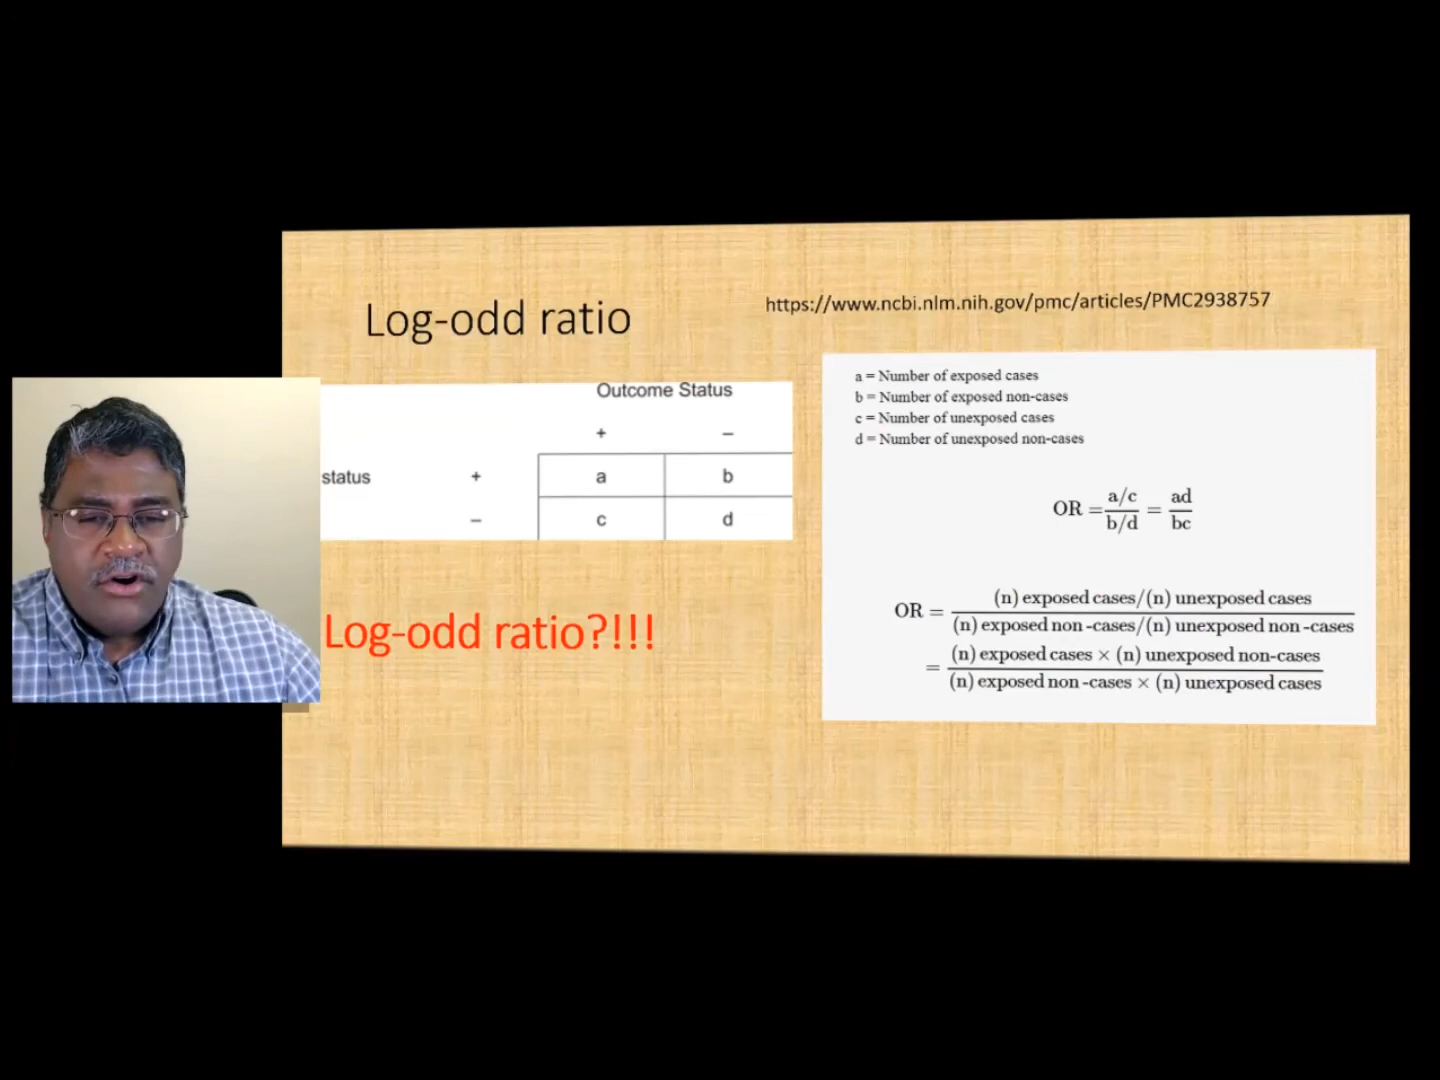 Log-odd ratio
https://www.ncbi.nlm.nih.gov/pmc/articles/PMC2938757
Outcome Status
+ –
status + a b
– c d
Log-odd ratio?!!!
a = Number of exposed cases
b = Number of exposed non-cases
c = Number of unexposed cases
d = Number of unexposed non-cases
OR = a/c / b/d = ad / bc
OR = (n) exposed cases/(n) unexposed cases
(n) exposed non-cases/(n) unexposed non-cases
= (n) exposed cases × (n) unexposed non-cases
(n) exposed non-cases × (n) unexposed cases